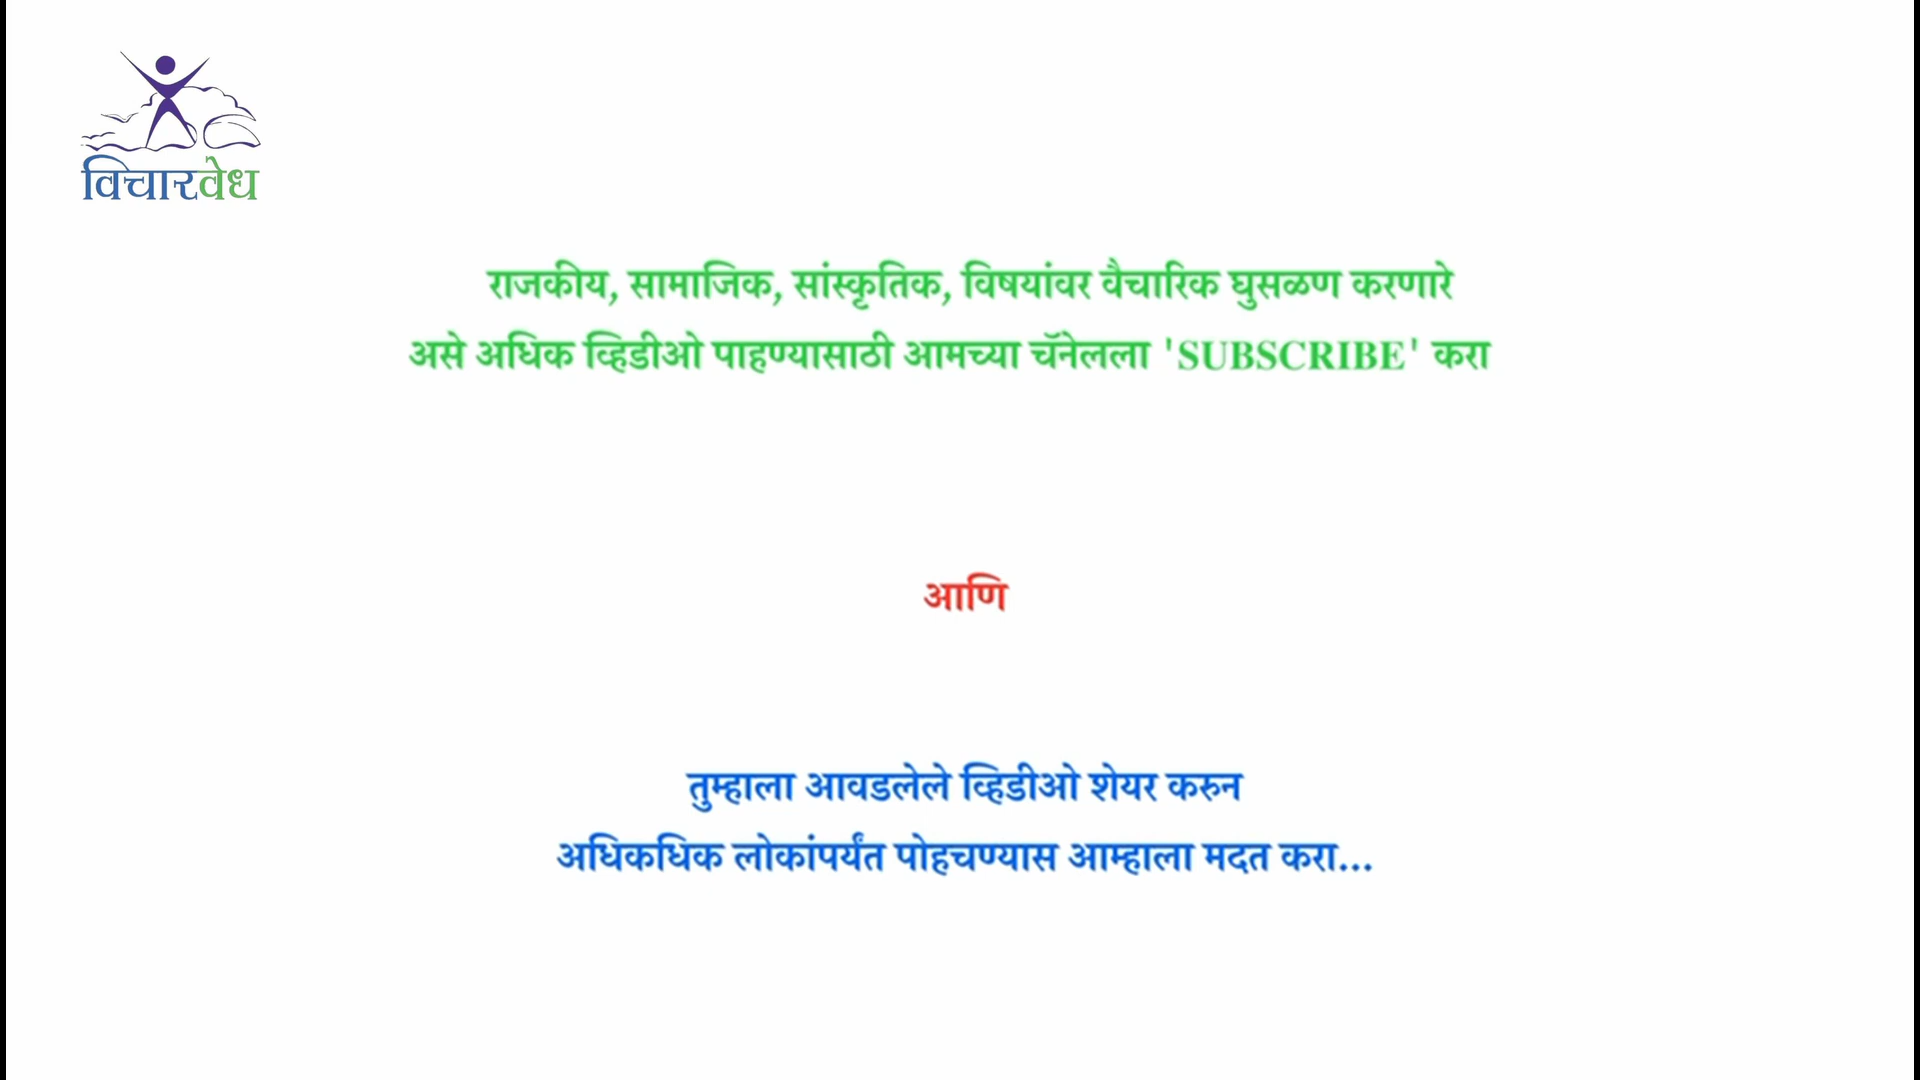 विचारवेध
राजकीय, सामाजिक, सांस्कृतिक, विषयांवर वैचारिक घुसळण करणारे
असे अधिक व्हिडीओ पाहण्यासाठी आमच्या चॅनेलला 'SUBSCRIBE' करा
आणि
तुम्हाला आवडलेले व्हिडीओ शेयर करुन
अधिकधिक लोकांपर्यंत पोहचण्यास आम्हाला मदत करा...